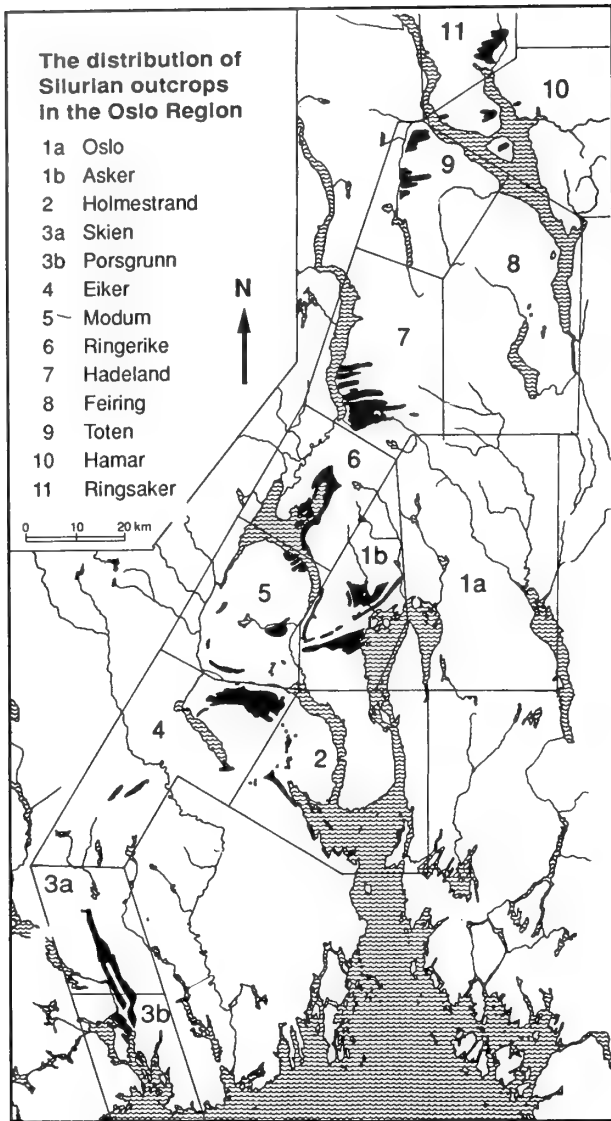 The distribution of
Silurian outcrops
in the Oslo Region
1a Oslo
1b Asker
2 Holmestrand
3a Skien
3b Porsgrunn
4 Eiker
5 Modum
6 Ringerike
7 Hadeland
8 Feiring
9 Toten
10 Hamar
11 Ringsaker
N
0 20 km
11
10
9
8
7
6
1b
1a
5
4
2
3a
3b